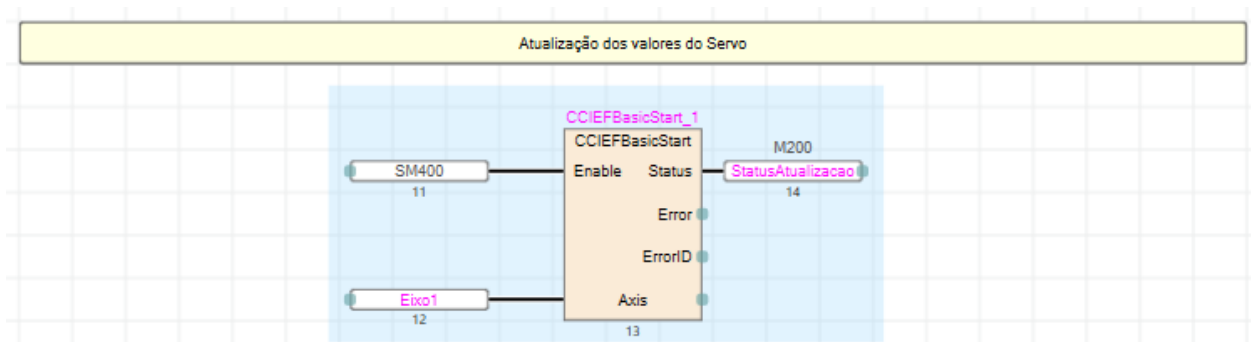 Atualização dos valores do Servo
CCIEFBasicStart_1
CCIEFBasicStart
M200
SM400
Enable
Status
StatusAtualizacao
11
14
Error
ErrorID
Eixo1
Axis
12
13